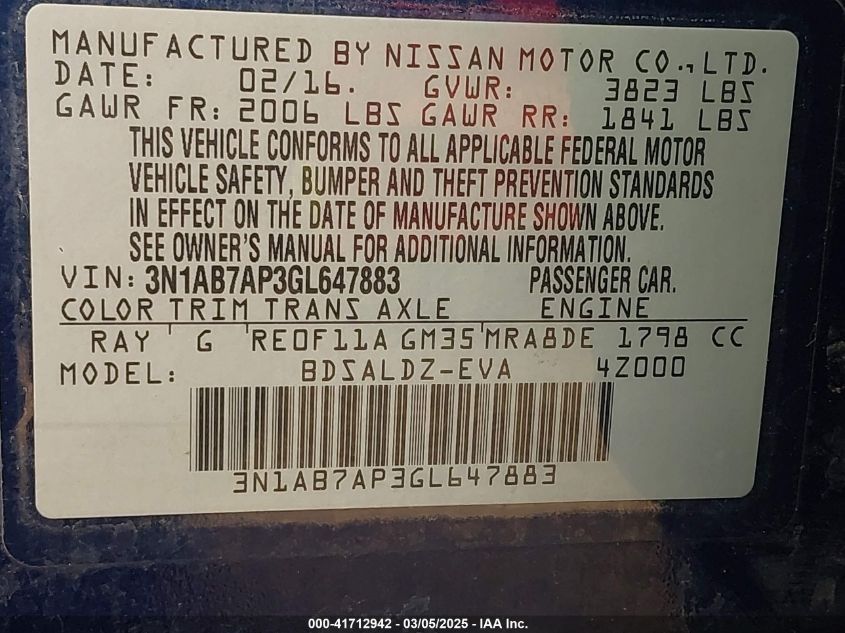 MANUFACTURED BY NISSAN MOTOR CO., LTD.
DATE: 02/16. GVWR: 3823 LBS
GAWR FR: 2006 LBS GAWR RR: 1841 LBS
THIS VEHICLE CONFORMS TO ALL APPLICABLE FEDERAL MOTOR
VEHICLE SAFETY, BUMPER AND THEFT PREVENTION STANDARDS
IN EFFECT ON THE DATE OF MANUFACTURE SHOWN ABOVE.
SEE OWNER'S MANUAL FOR ADDITIONAL INFORMATION.
VIN: 3N1AB7AP3GL647883 PASSENGER CAR.
COLOR TRIM TRANS AXLE ENGINE
RAY ' G ' RE0F11A GM35 ' MRA8DE 1798 CC
MODEL: BDSALDZ-EVA 4Z000
3N1AB7AP3GL647883
000-41712942 - 03/05/2025 - IAA Inc.